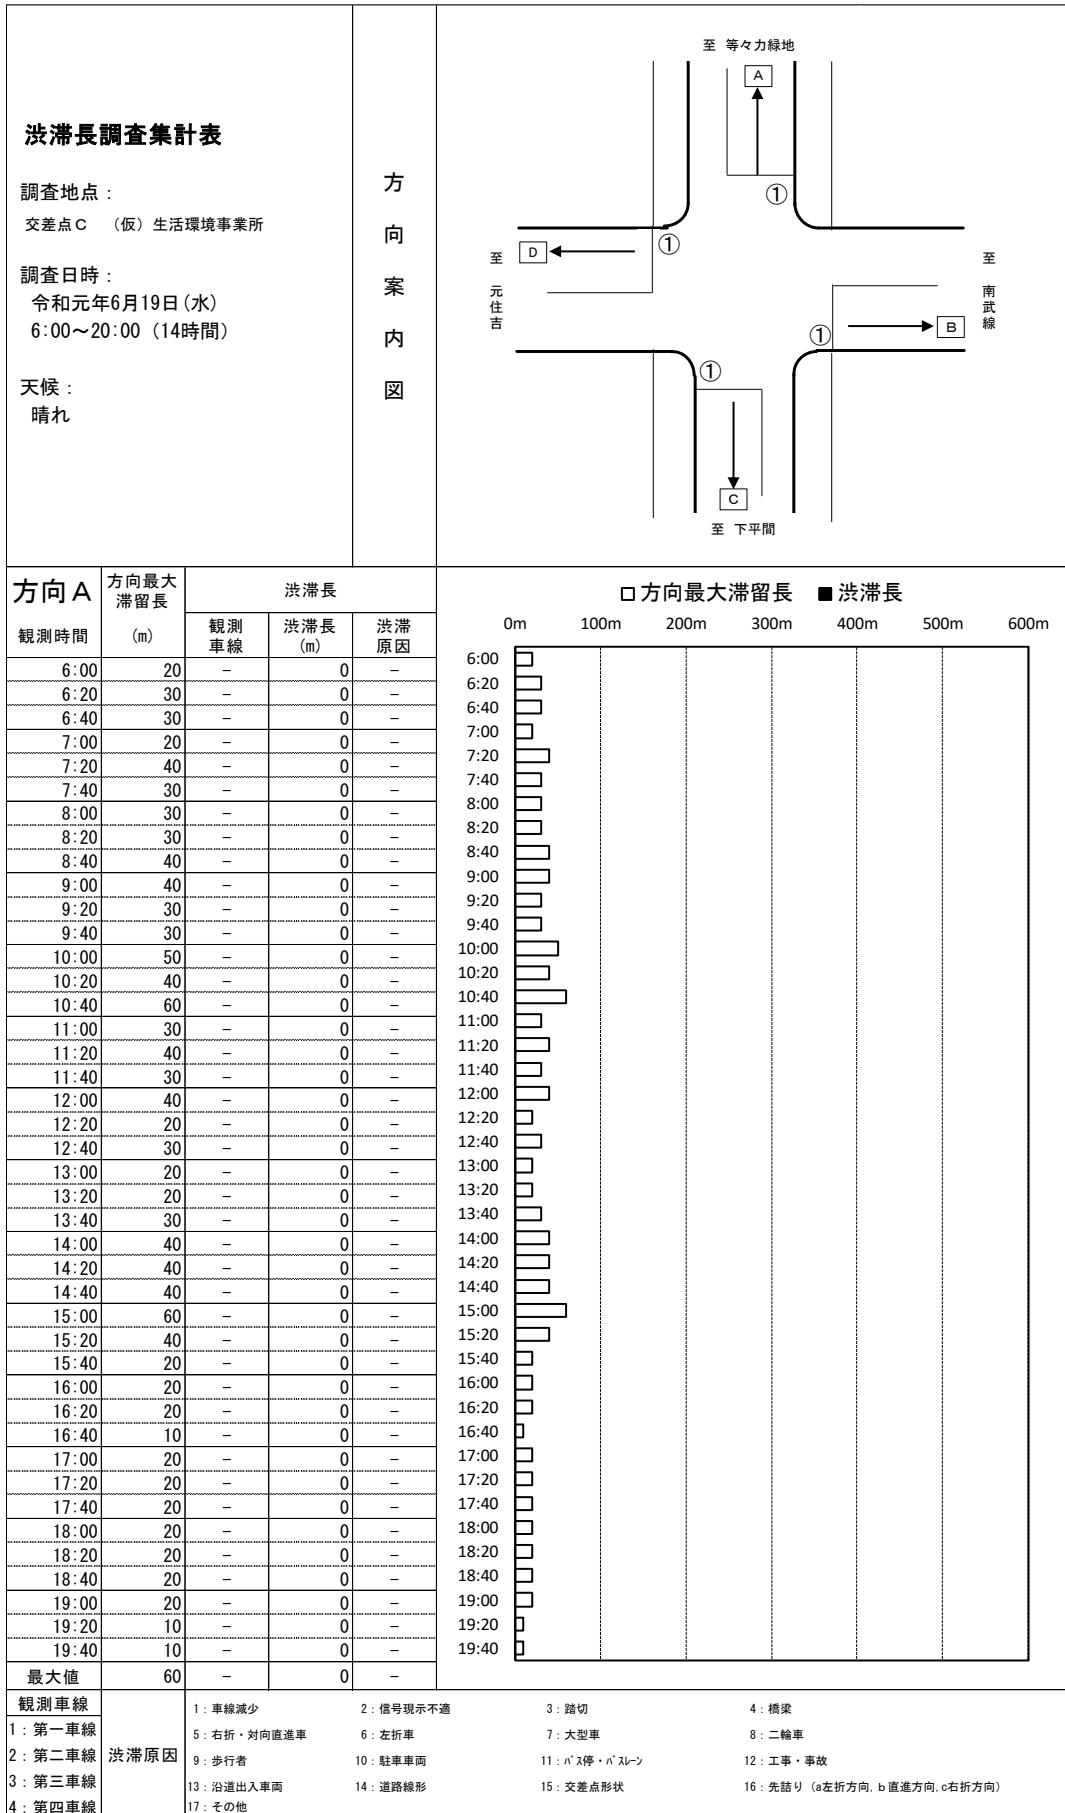 渋滞長調査集計表
調査地点：
交差点C　（仮）生活環境事業所
調査日時：
令和元年6月19日(水)
6:00～20:00（14時間）
天候：
晴れ
方向案内図
至 等々力緑地
A
①
D
①
至 元住吉
至 南武線
①
B
①
C
至 下平間
方向A 方向最大滞留長 (m) 渋滞長
観測時間 観測車線 渋滞長(m) 渋滞原因
6:00 20 － 0 －
6:20 30 － 0 －
6:40 30 － 0 －
7:00 20 － 0 －
7:20 40 － 0 －
7:40 30 － 0 －
8:00 30 － 0 －
8:20 30 － 0 －
8:40 40 － 0 －
9:00 40 － 0 －
9:20 30 － 0 －
9:40 30 － 0 －
10:00 50 － 0 －
10:20 40 － 0 －
10:40 60 － 0 －
11:00 30 － 0 －
11:20 40 － 0 －
11:40 30 － 0 －
12:00 40 － 0 －
12:20 20 － 0 －
12:40 30 － 0 －
13:00 20 － 0 －
13:20 20 － 0 －
13:40 30 － 0 －
14:00 40 － 0 －
14:20 40 － 0 －
14:40 40 － 0 －
15:00 60 － 0 －
15:20 40 － 0 －
15:40 20 － 0 －
16:00 20 － 0 －
16:20 20 － 0 －
16:40 10 － 0 －
17:00 20 － 0 －
17:20 20 － 0 －
17:40 20 － 0 －
18:00 20 － 0 －
18:20 20 － 0 －
18:40 20 － 0 －
19:00 20 － 0 －
19:20 10 － 0 －
19:40 10 － 0 －
最大値 60 － 0 －
□方向最大滞留長 ■渋滞長
0m 100m 200m 300m 400m 500m 600m
6:00
6:20
6:40
7:00
7:20
7:40
8:00
8:20
8:40
9:00
9:20
9:40
10:00
10:20
10:40
11:00
11:20
11:40
12:00
12:20
12:40
13:00
13:20
13:40
14:00
14:20
14:40
15:00
15:20
15:40
16:00
16:20
16:40
17:00
17:20
17:40
18:00
18:20
18:40
19:00
19:20
19:40
観測車線
1：第一車線
2：第二車線
3：第三車線
4：第四車線
渋滞原因
1：車線減少 2：信号現示不適 3：踏切 4：橋梁
5：右折・対向直進車 6：左折車 7：大型車 8：二輪車
9：歩行者 10：駐車車両 11：ﾊﾞｽ停・ﾊﾞｽﾚｰﾝ 12：工事・事故
13：沿道出入車両 14：道路線形 15：交差点形状 16：先詰り（a左折方向, b直進方向, c右折方向）
17：その他